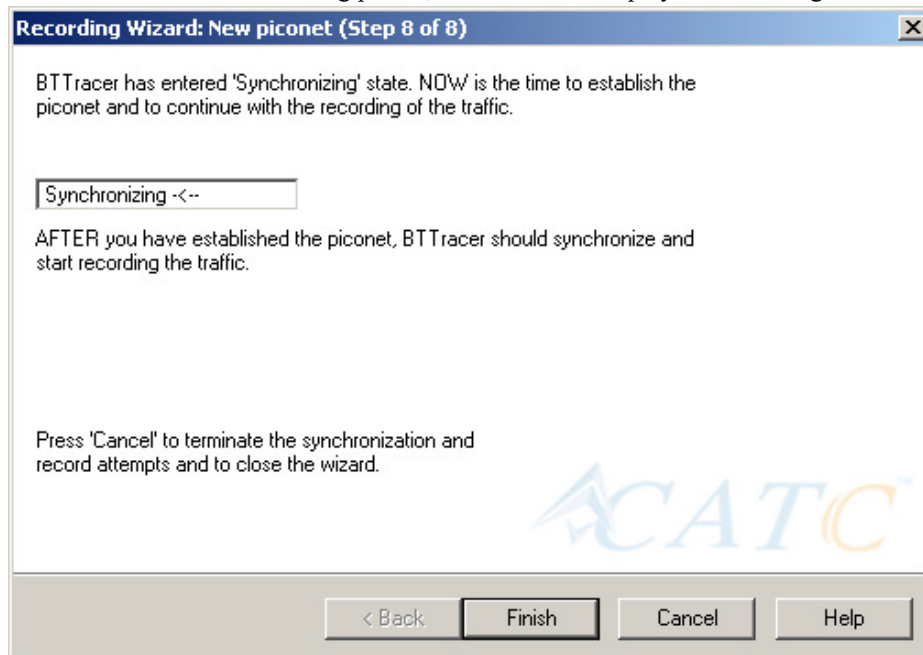 Recording Wizard: New piconet (Step 8 of 8)
BTTracer has entered 'Synchronizing' state. NOW is the time to establish the
piconet and to continue with the recording of the traffic.
Synchronizing -<--
AFTER you have established the piconet, BTTracer should synchronize and
start recording the traffic.
Press 'Cancel' to terminate the synchronization and
record attempts and to close the wizard.
CATC
< Back Finish Cancel Help